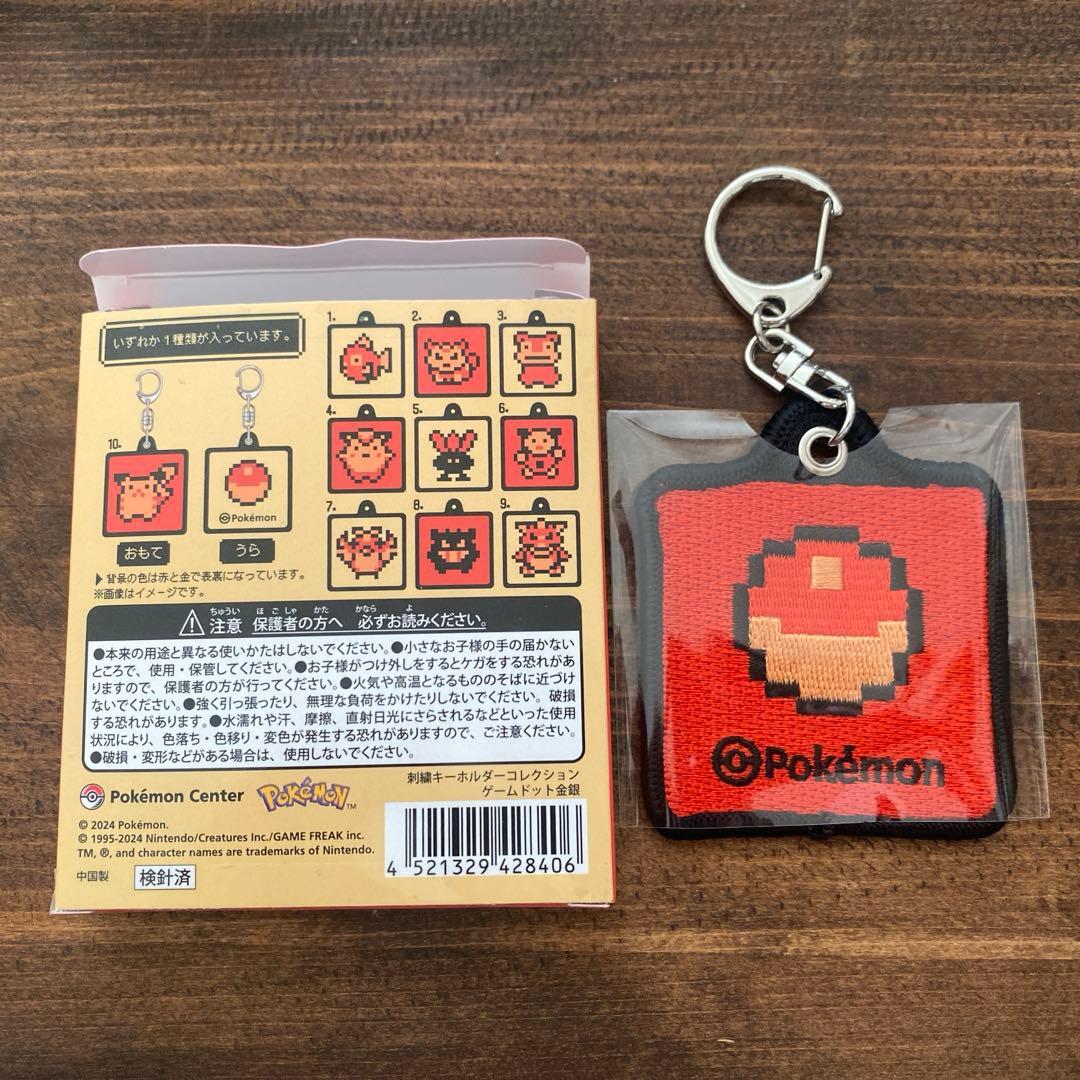 いずれか1種類が入っています。
1.
2.
3.
4.
5.
6.
7.
8.
9.
10.
Pokémon
おもて
うら
▶背景の色は赤と金で表裏になっています。
※画像はイメージです。
ちゅうい ほごしゃ かた かなら よ
注意 保護者の方へ 必ずお読みください。
●本来の用途と異なる使いかたはしないでください。●小さなお子様の手の届かない
ところで、使用・保管してください。●お子様がつけ外しをするとケガをする恐れがあ
りますので、保護者の方が行ってください。●火気や高温となるもののそばに近づけ
ないでください。●強く引っ張ったり、無理な負荷をかけたりしないでください。破損
する恐れがあります。●水濡れや汗、摩擦、直射日光にさらされるなどといった使用
状況により、色落ち・色移り・変色が発生する恐れがありますので、ご注意ください。
●破損・変形などがある場合は、使用しないでください。
Pokémon Center POKéMON™
刺繍キーホルダーコレクション
ゲームドット金銀
© 2024 Pokémon.
© 1995-2024 Nintendo/Creatures Inc./GAME FREAK inc.
TM, ®, and character names are trademarks of Nintendo.
中国製 検針済
4 521329 428406
Pokémon